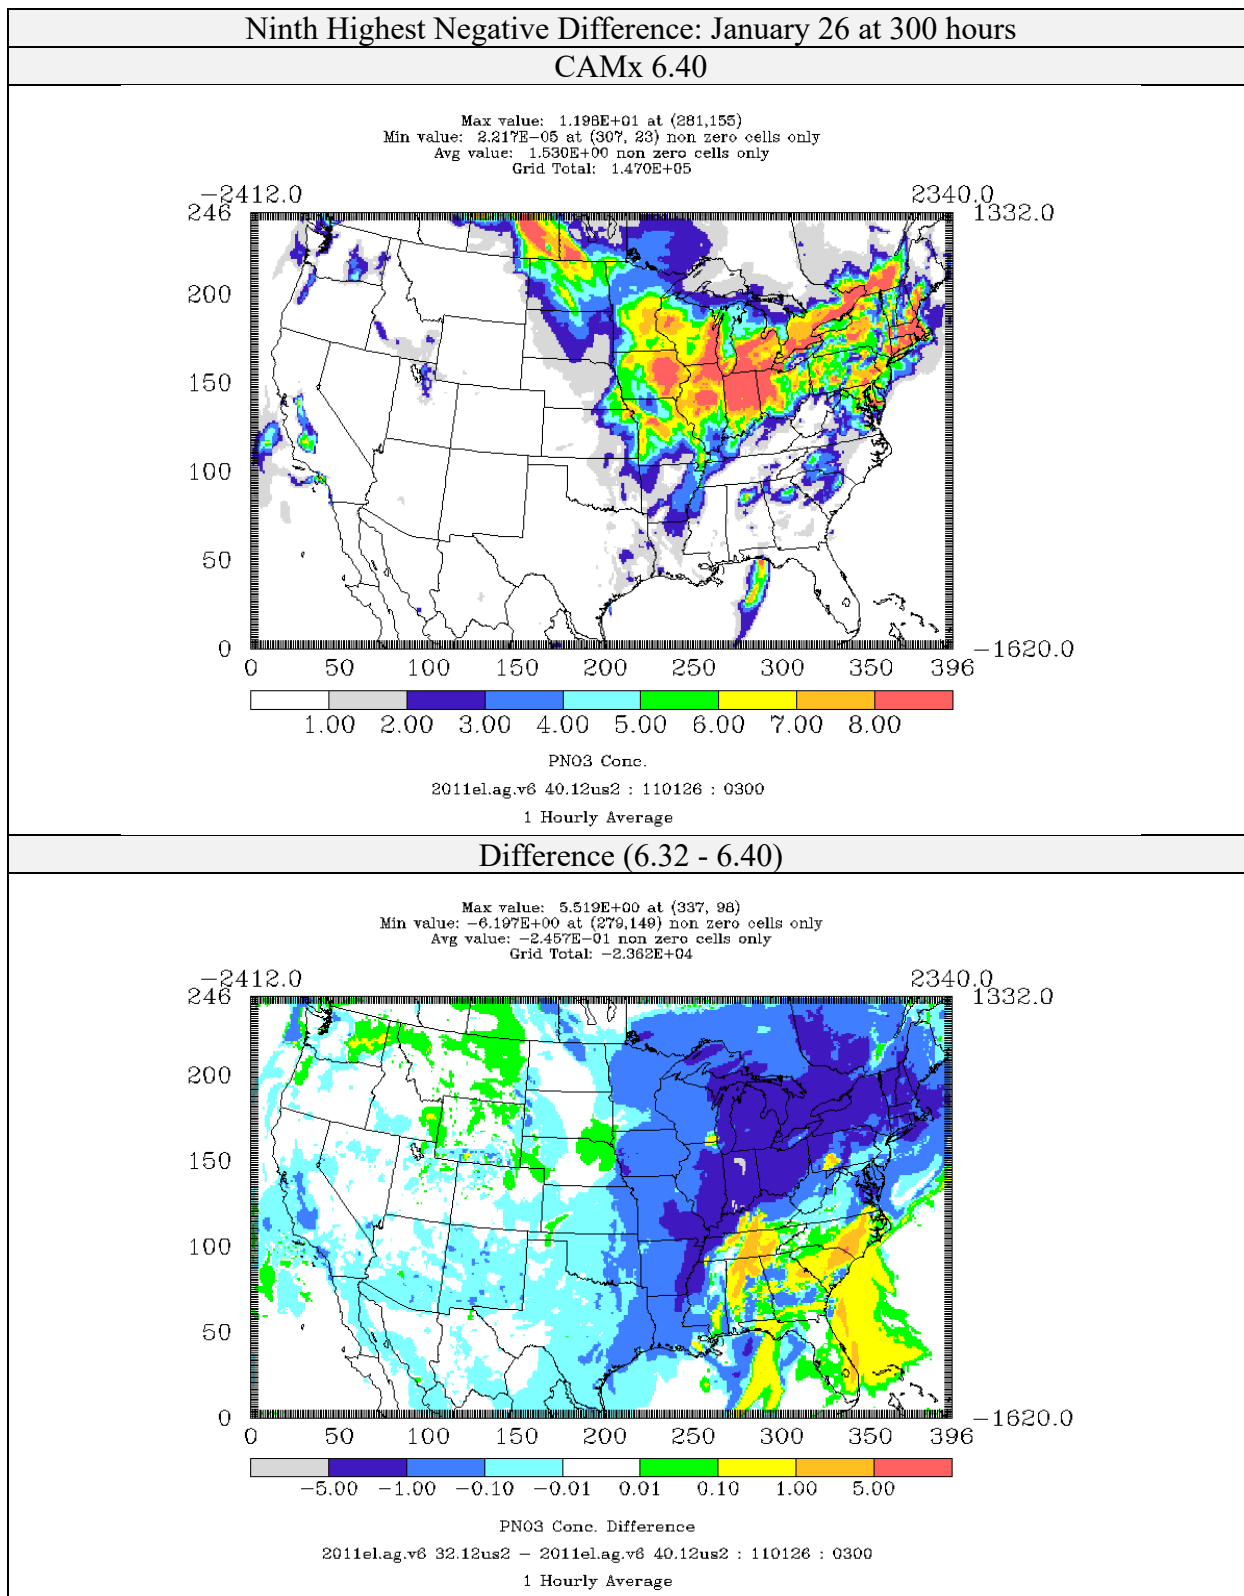 Ninth Highest Negative Difference: January 26 at 300 hours
CAMx 6.40
Max value: 1.198E+01 at (281,155)
Min value: 2.217E-05 at (307, 23) non zero cells only
Avg value: 1.530E+00 non zero cells only
Grid Total: 1.470E+05
-2412.0 2340.0
246 1332.0
200
150
100
50
0 -1620.0
0 50 100 150 200 250 300 350 396
1.00 2.00 3.00 4.00 5.00 6.00 7.00 8.00
PNO3 Conc.
2011el.ag.v6 40.12us2 : 110126 : 0300
1 Hourly Average
Difference (6.32 - 6.40)
Max value: 5.519E+00 at (337, 98)
Min value: -6.197E+00 at (279,149) non zero cells only
Avg value: -2.457E-01 non zero cells only
Grid Total: -2.362E+04
-2412.0 2340.0
246 1332.0
200
150
100
50
0 -1620.0
0 50 100 150 200 250 300 350 396
-5.00 -1.00 -0.10 -0.01 0.01 0.10 1.00 5.00
PNO3 Conc. Difference
2011el.ag.v6 32.12us2 - 2011el.ag.v6 40.12us2 : 110126 : 0300
1 Hourly Average